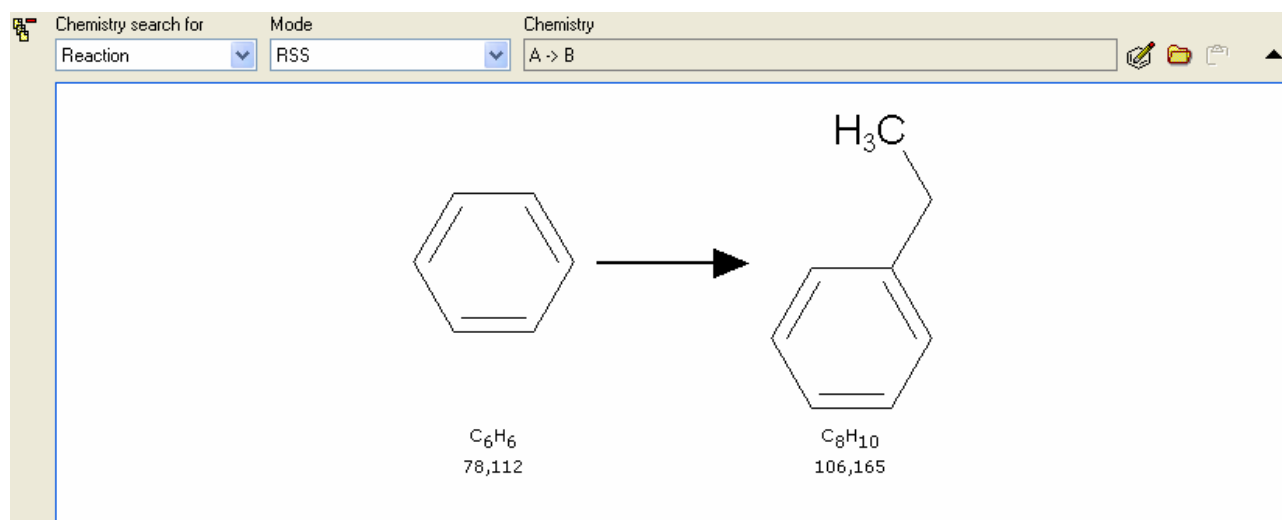 Chemistry search for Mode Chemistry
Reaction RSS A -> B
H₃C
C₆H₆ C₈H₁₀
78,112 106,165